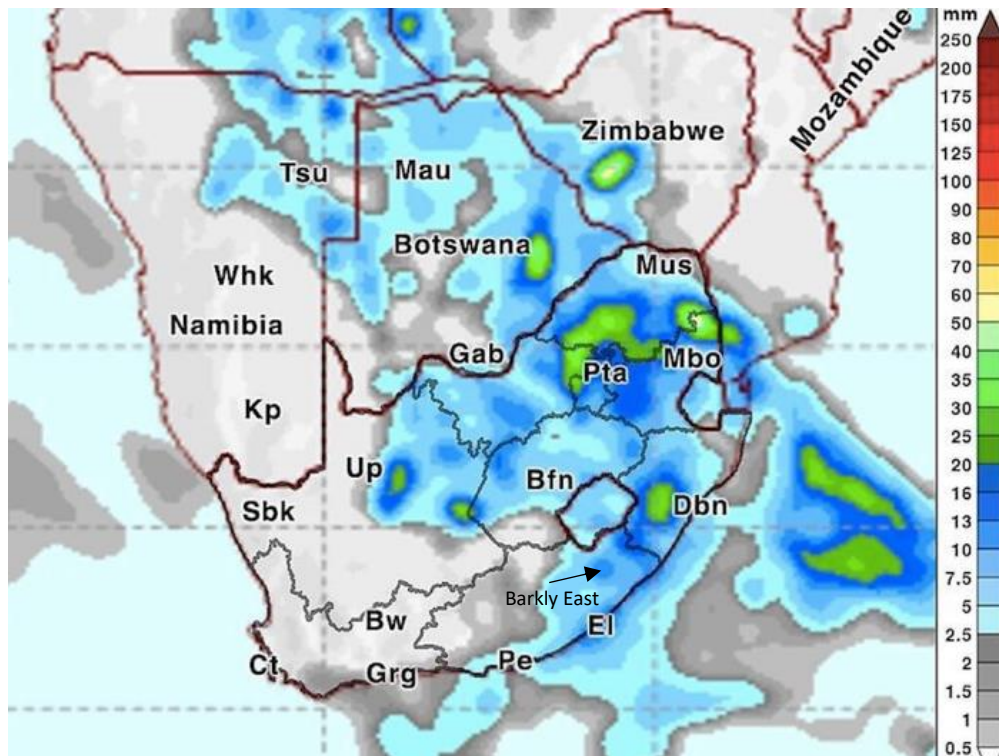 mm
250
200
175
150
125
100
90
80
70
60
50
40
35
30
25
20
16
13
10
7.5
5
2.5
2
1.5
1
0.5
Mozambique
Zimbabwe
Tsu
Mau
Botswana
Whk
Mus
Namibia
Gab
Mbo
Pta
Kp
Up
Bfn
Sbk
Dbn
Barkly East
Bw
El
Ct
Grg
Pe